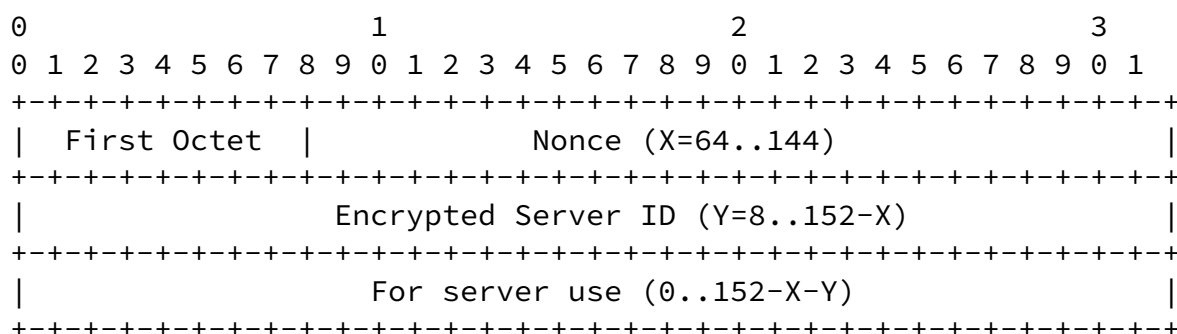 0                   1                   2                   3
0 1 2 3 4 5 6 7 8 9 0 1 2 3 4 5 6 7 8 9 0 1 2 3 4 5 6 7 8 9 0 1
+-+-+-+-+-+-+-+-+-+-+-+-+-+-+-+-+-+-+-+-+-+-+-+-+-+-+-+-+-+-+-+-+
|  First Octet  |            Nonce (X=64..144)                  |
+-+-+-+-+-+-+-+-+-+-+-+-+-+-+-+-+-+-+-+-+-+-+-+-+-+-+-+-+-+-+-+-+
|                 Encrypted Server ID (Y=8..152-X)              |
+-+-+-+-+-+-+-+-+-+-+-+-+-+-+-+-+-+-+-+-+-+-+-+-+-+-+-+-+-+-+-+-+
|                   For server use (0..152-X-Y)                 |
+-+-+-+-+-+-+-+-+-+-+-+-+-+-+-+-+-+-+-+-+-+-+-+-+-+-+-+-+-+-+-+-+